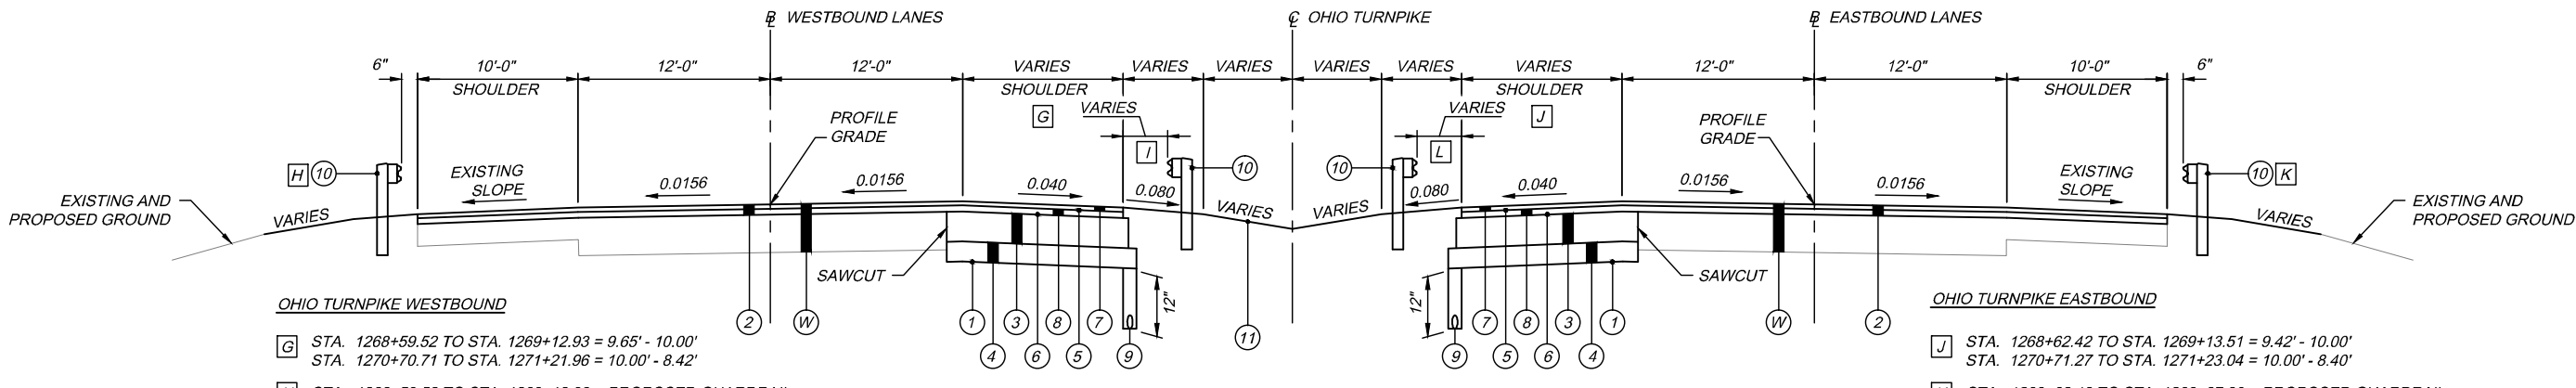 B WESTBOUND LANES
L
C OHIO TURNPIKE
L
B EASTBOUND LANES
L
6"
10'-0"
12'-0"
12'-0"
VARIES
VARIES
VARIES
VARIES
VARIES
VARIES
12'-0"
12'-0"
10'-0"
6"
SHOULDER
SHOULDER
SHOULDER
SHOULDER
G
VARIES
I
VARIES
L
J
PROFILE
GRADE
PROFILE
GRADE
H
10
10
10
10
K
EXISTING
SLOPE
0.0156
0.0156
0.040
0.080
0.080
0.040
0.0156
0.0156
EXISTING
SLOPE
EXISTING AND
PROPOSED GROUND
VARIES
VARIES
VARIES
VARIES
EXISTING AND
PROPOSED GROUND
SAWCUT
SAWCUT
12"
12"
2
W
1
4
3
6
8
5
7
9
11
9
7
5
8
6
3
4
1
W
2
OHIO TURNPIKE WESTBOUND
G STA. 1268+59.52 TO STA. 1269+12.93 = 9.65' - 10.00'
STA. 1270+70.71 TO STA. 1271+21.96 = 10.00' - 8.42'
OHIO TURNPIKE EASTBOUND
J STA. 1268+62.42 TO STA. 1269+13.51 = 9.42' - 10.00'
STA. 1270+71.27 TO STA. 1271+23.04 = 10.00' - 8.40'